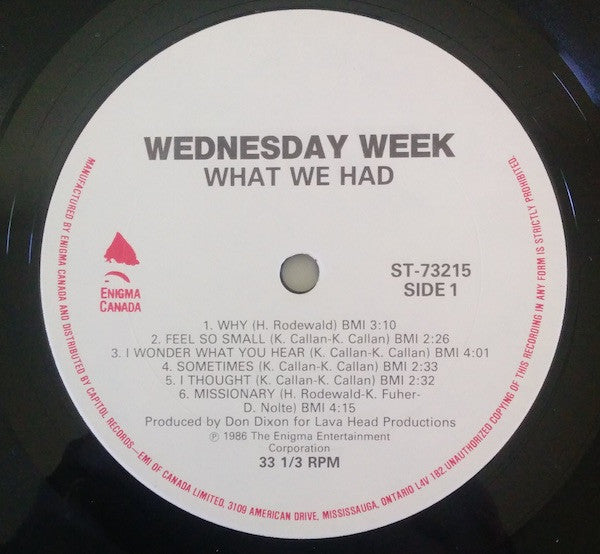 WEDNESDAY WEEK
WHAT WE HAD
ENIGMA
CANADA
ST-73215
SIDE 1
1. WHY (H. Rodewald) BMI 3:10
2. FEEL SO SMALL (K. Callan-K. Callan) BMI 2:26
3. I WONDER WHAT YOU HEAR (K. Callan-K. Callan) BMI 4:01
4. SOMETIMES (K. Callan-K. Callan) BMI 2:33
5. I THOUGHT (K. Callan-K. Callan) BMI 2:32
6. MISSIONARY (H. Rodewald-K. Fuher-
D. Nolte) BMI 4:15
Produced by Don Dixon for Lava Head Productions
℗ 1986 The Enigma Entertainment
Corporation
33 1/3 RPM
MANUFACTURED BY ENIGMA CANADA AND DISTRIBUTED BY CAPITOL RECORDS—EMI OF CANADA LIMITED, 3109 AMERICAN DRIVE, MISSISSAUGA, ONTARIO L4V 1B2. UNAUTHORIZED COPYING OF THIS RECORDING IN ANY FORM IS STRICTLY PROHIBITED.